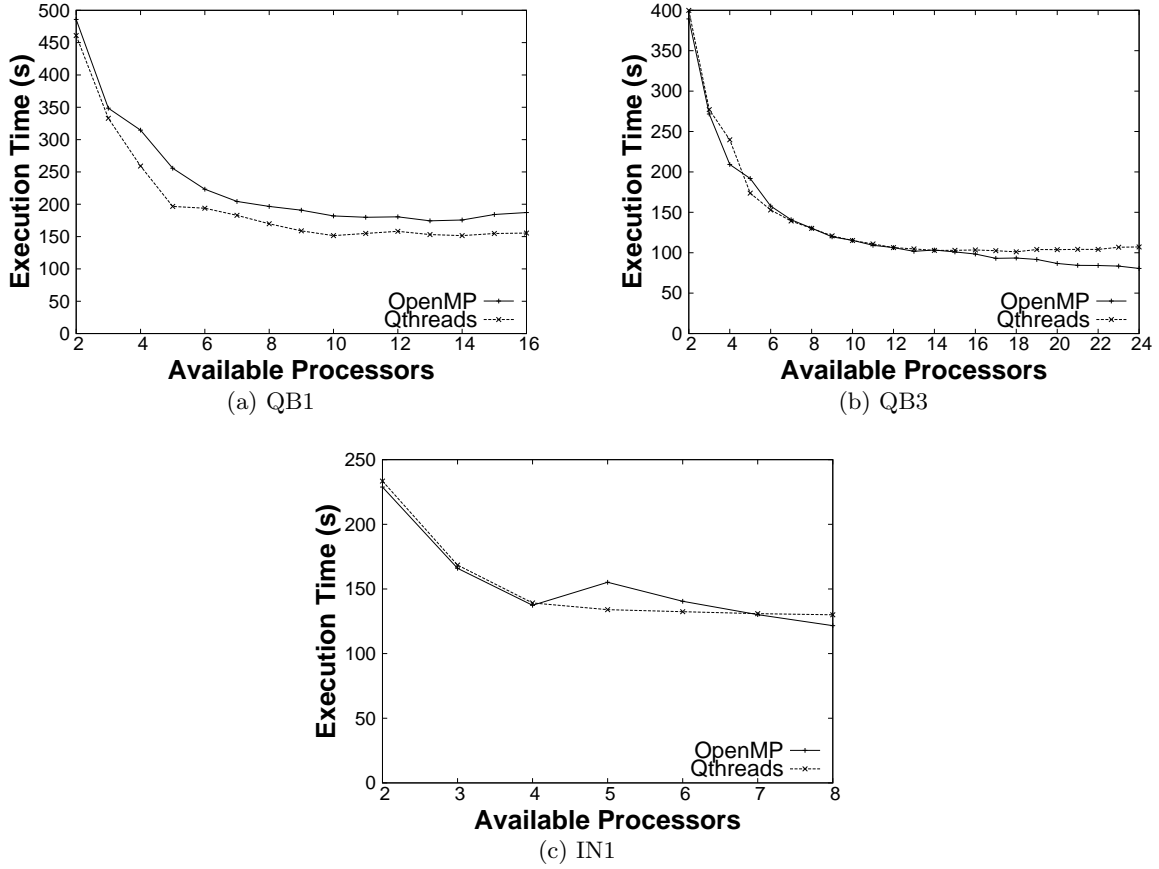 Execution Time (s)
500
450
400
350
300
250
200
150
100
50
0
OpenMP
Qthreads
2 4 6 8 10 12 14 16
Available Processors
(a) QB1
Execution Time (s)
400
350
300
250
200
150
100
50
0
OpenMP
Qthreads
2 4 6 8 10 12 14 16 18 20 22 24
Available Processors
(b) QB3
Execution Time (s)
250
200
150
100
50
0
OpenMP
Qthreads
2 3 4 5 6 7 8
Available Processors
(c) IN1